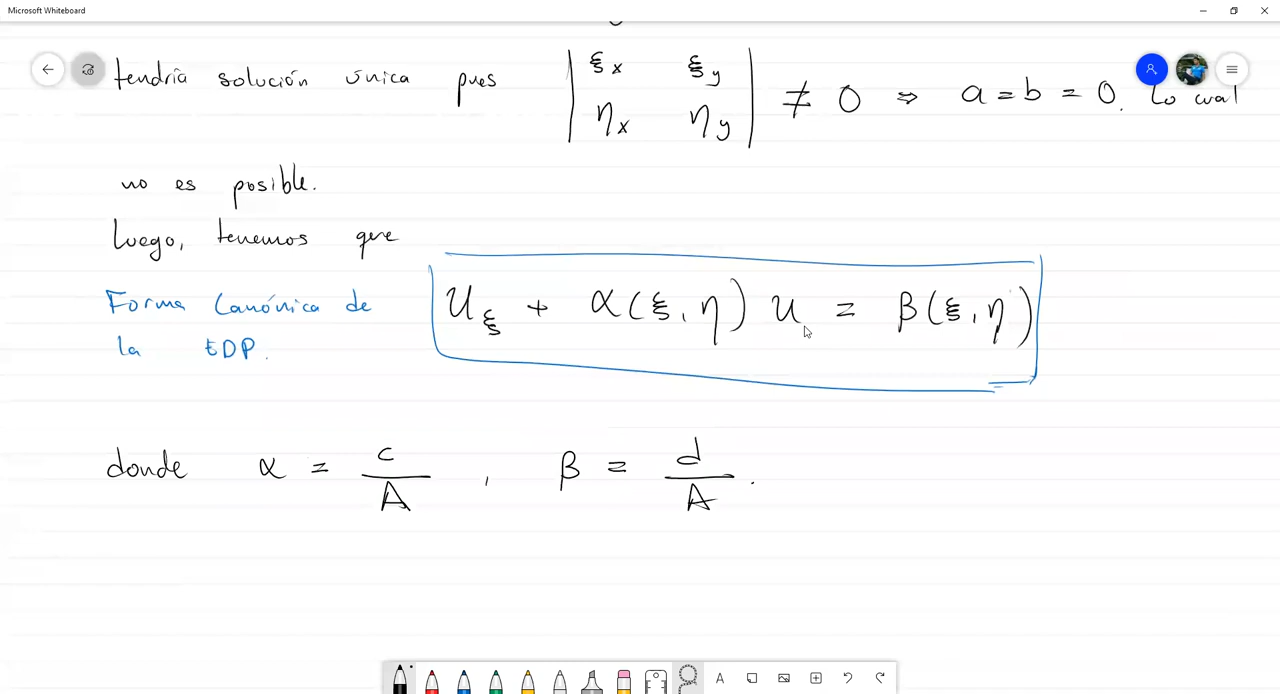 Microsoft Whiteboard
tendría solución única pues | ξx ξy ; ηx ηy | ≠ 0 ⇒ a = b = 0. Lo cual
no es posible.
Luego, tenemos que
Forma Canónica de
la EDP.
uξ + α(ξ, η) u = β(ξ, η)
donde α = c/A , β = d/A .
A